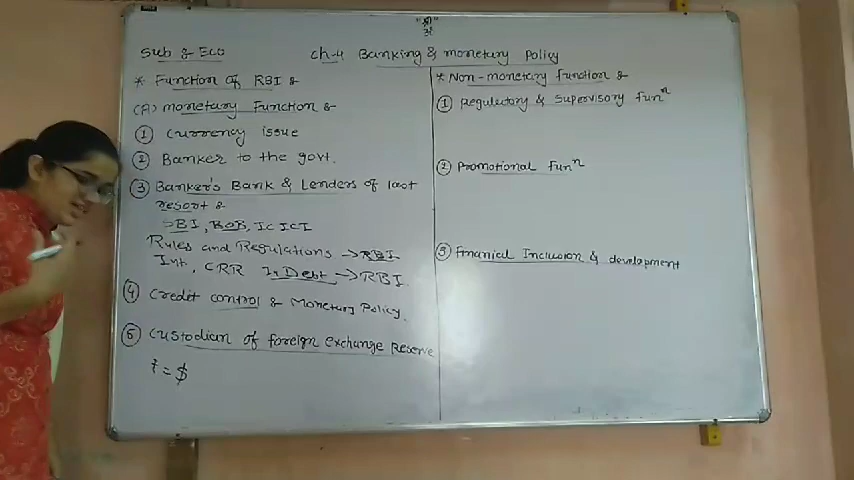 "श्री"
Sub : Eco
ch-4 Banking & monetary Policy
* Function of RBI :
(A) monetary Function :
① currency issue
② Banker to the govt.
③ Banker's Bank & Lenders of last
resort :
SBI, BOB, ICICI
Rules and Regulations → RBI
Int, CRR In Debt → RBI
④ Credit control & Monetary Policy.
⑤ Custodian of foreign exchange Reserve
₹ = $
* Non-monetary function :
① Regulectory & Supervisory funⁿ
② Promotional funⁿ
③ Finanial Inclusion & development